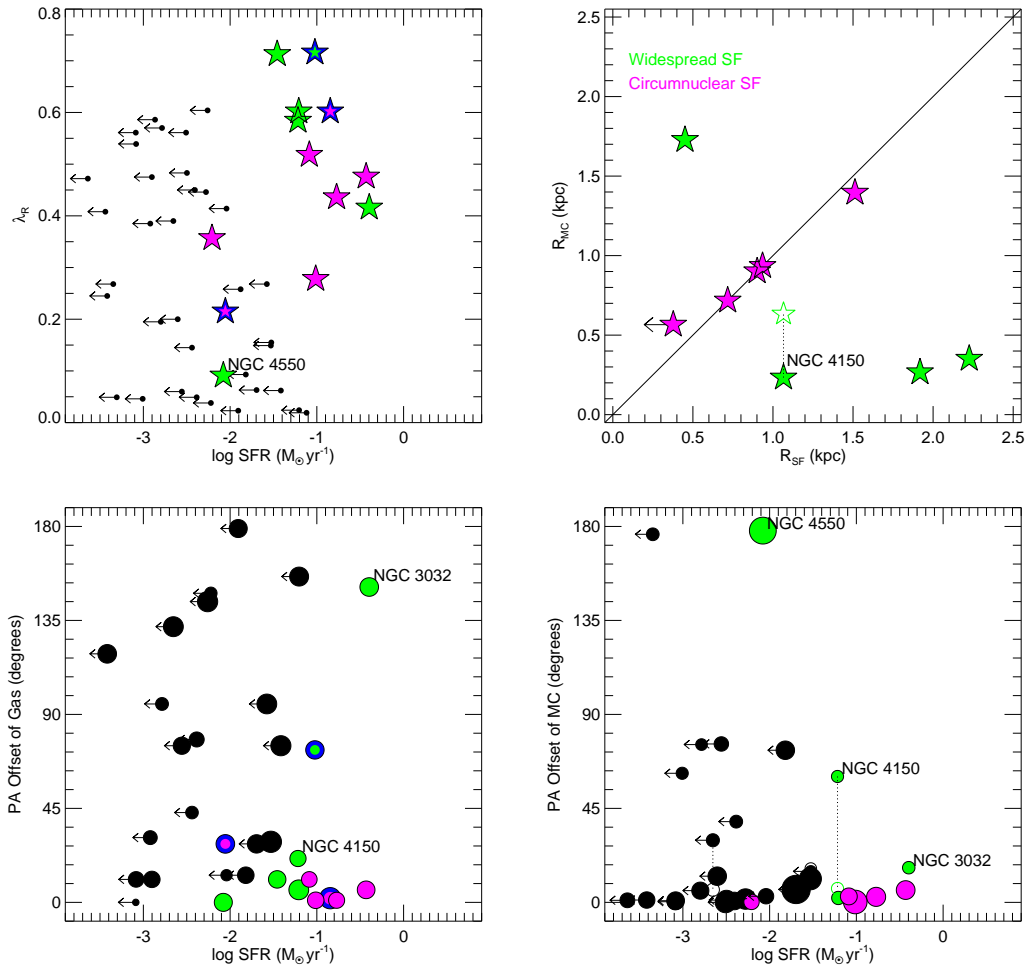 0.8
0.6
0.4
0.2
0.0
λR
NGC 4550
-3 -2 -1 0
log SFR (M⊙ yr-1)
2.5
2.0
1.5
1.0
0.5
0.0
RMC (kpc)
Widespread SF
Circumnuclear SF
NGC 4150
0.0 0.5 1.0 1.5 2.0 2.5
RSF (kpc)
180
135
90
45
0
PA Offset of Gas (degrees)
NGC 3032
NGC 4150
-3 -2 -1 0
log SFR (M⊙ yr-1)
180
135
90
45
0
PA Offset of MC (degrees)
NGC 4550
NGC 4150
NGC 3032
-3 -2 -1 0
log SFR (M⊙ yr-1)